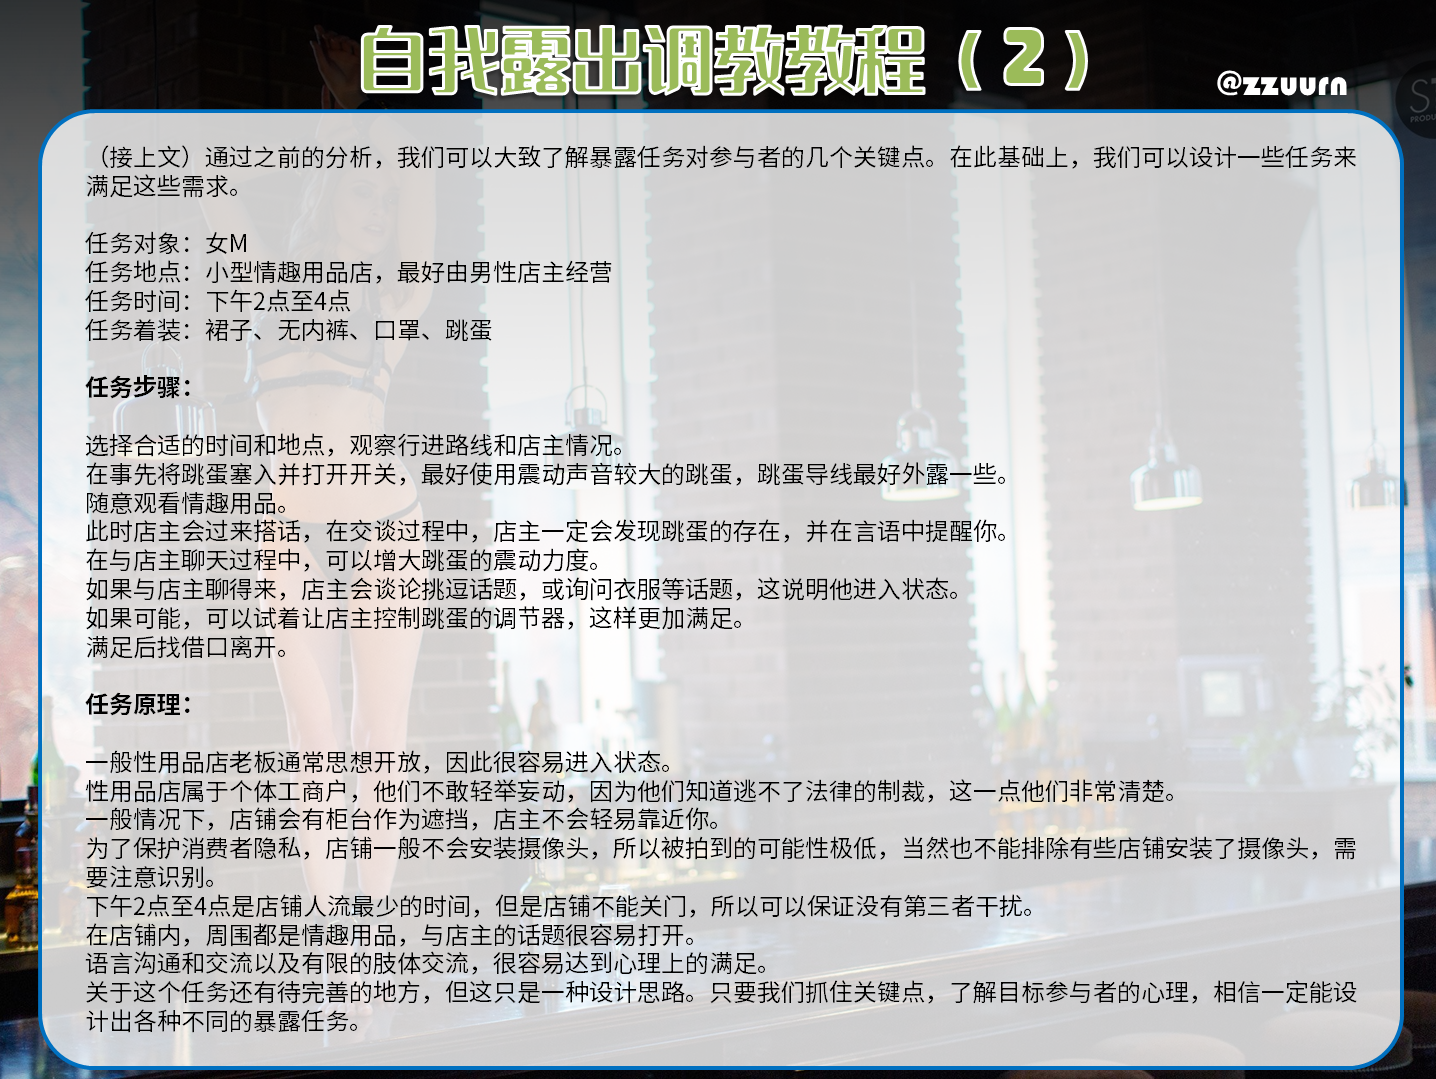 自我露出调教教程（2）
@zzuurn
（接上文）通过之前的分析，我们可以大致了解暴露任务对参与者的几个关键点。在此基础上，我们可以设计一些任务来
满足这些需求。
任务对象：女M
任务地点：小型情趣用品店，最好由男性店主经营
任务时间：下午2点至4点
任务着装：裙子、无内裤、口罩、跳蛋
任务步骤：
选择合适的时间和地点，观察行进路线和店主情况。
在事先将跳蛋塞入并打开开关，最好使用震动声音较大的跳蛋，跳蛋导线最好外露一些。
随意观看情趣用品。
此时店主会过来搭话，在交谈过程中，店主一定会发现跳蛋的存在，并在言语中提醒你。
在与店主聊天过程中，可以增大跳蛋的震动力度。
如果与店主聊得来，店主会谈论挑逗话题，或询问衣服等话题，这说明他进入状态。
如果可能，可以试着让店主控制跳蛋的调节器，这样更加满足。
满足后找借口离开。
任务原理：
一般性用品店老板通常思想开放，因此很容易进入状态。
性用品店属于个体工商户，他们不敢轻举妄动，因为他们知道逃不了法律的制裁，这一点他们非常清楚。
一般情况下，店铺会有柜台作为遮挡，店主不会轻易靠近你。
为了保护消费者隐私，店铺一般不会安装摄像头，所以被拍到的可能性极低，当然也不能排除有些店铺安装了摄像头，需
要注意识别。
下午2点至4点是店铺人流最少的时间，但是店铺不能关门，所以可以保证没有第三者干扰。
在店铺内，周围都是情趣用品，与店主的话题很容易打开。
语言沟通和交流以及有限的肢体交流，很容易达到心理上的满足。
关于这个任务还有待完善的地方，但这只是一种设计思路。只要我们抓住关键点，了解目标参与者的心理，相信一定能设
计出各种不同的暴露任务。